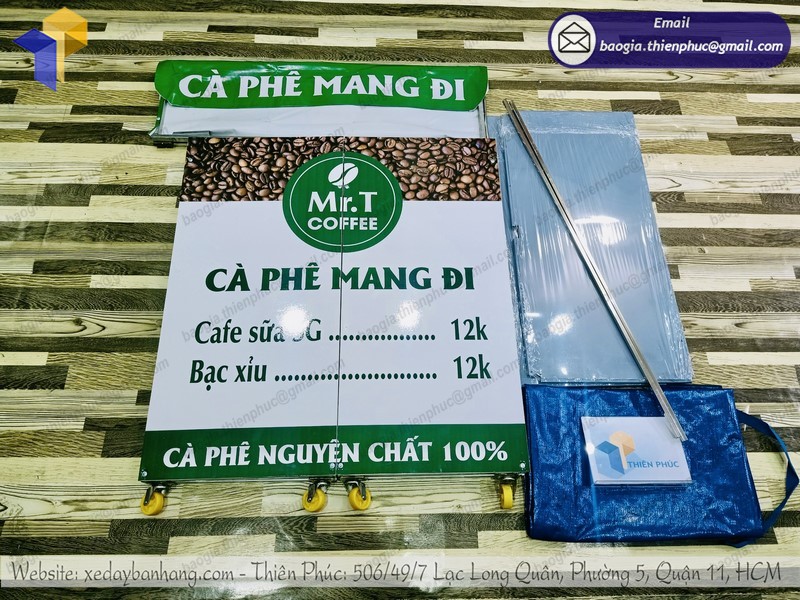 Email
baogia.thienphuc@gmail.com
CÀ PHÊ MANG ĐI
Mr.T
COFFEE
CÀ PHÊ MANG ĐI
Cafe sữa SG ................. 12k
Bạc xỉu ......................... 12k
CÀ PHÊ NGUYÊN CHẤT 100%
THIÊN PHÚC
Website: xedaybanhang.com - Thiên Phúc: 506/49/7 Lạc Long Quân, Phường 5, Quận 11, HCM